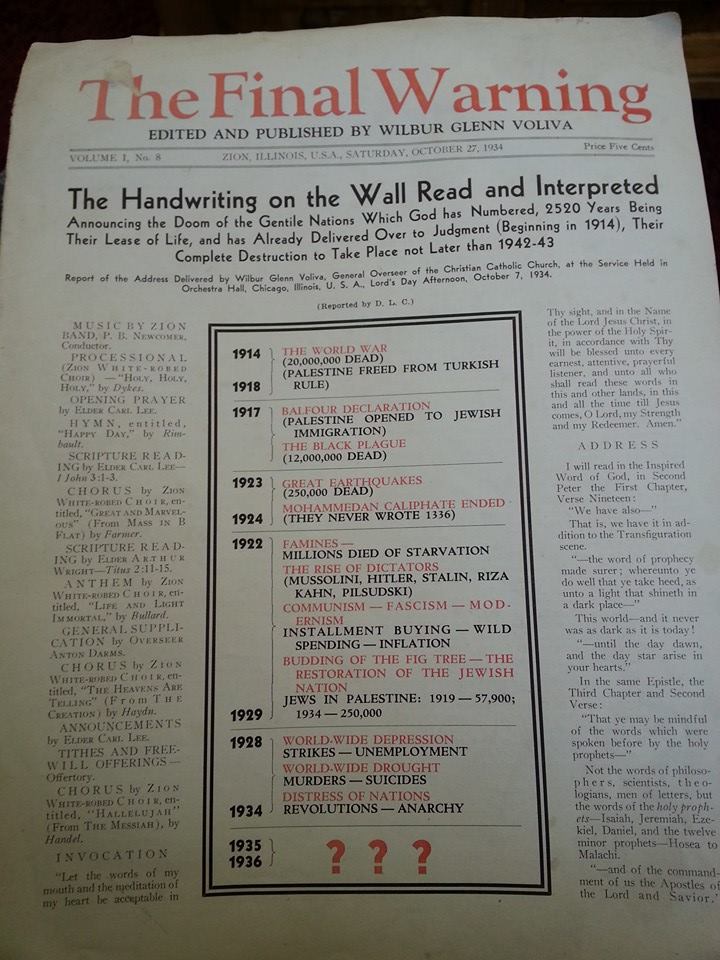 The Final Warning
EDITED AND PUBLISHED BY WILBUR GLENN VOLIVA
VOLUME I, No. 8 ZION, ILLINOIS, U.S.A., SATURDAY, OCTOBER 27, 1934 Price Five Cents
The Handwriting on the Wall Read and Interpreted
Announcing the Doom of the Gentile Nations Which God has Numbered, 2520 Years Being
Their Lease of Life, and has Already Delivered Over to Judgment (Beginning in 1914), Their
Complete Destruction to Take Place not Later than 1942-43
Report of the Address Delivered by Wilbur Glenn Voliva, General Overseer of the Christian Catholic Church, at the Service Held in
Orchestra Hall, Chicago, Illinois, U. S. A., Lord's Day Afternoon, October 7, 1934.
(Reported by D. L. C.)
MUSIC BY ZION
BAND, P. B. NEWCOMER,
Conductor.
PROCESSIONAL
(ZION WHITE-ROBED
CHOIR) — "HOLY, HOLY,
HOLY," by Dykes.
OPENING PRAYER
by ELDER CARL LEE.
HYMN, entitled,
"HAPPY DAY," by Rim-
bault.
SCRIPTURE READ-
ING by ELDER CARL LEE—
I John 3:1-3.
CHORUS by ZION
WHITE-ROBED CHOIR, en-
titled, "GREAT AND MARVEL-
OUS" (FROM MASS IN B
FLAT) by Farmer.
SCRIPTURE READ-
ING by ELDER ARTHUR
WRIGHT—Titus 2:11-15.
ANTHEM by ZION
WHITE-ROBED CHOIR, en-
titled, "LIFE AND LIGHT
IMMORTAL," by Bullard.
GENERAL SUPPLI-
CATION by OVERSEER
ANTON DARMS.
CHORUS by ZION
WHITE-ROBED CHOIR, en-
titled, "THE HEAVENS ARE
TELLING" (FROM THE
CREATION) by Haydn.
ANNOUNCEMENTS
by ELDER CARL LEE.
TITHES AND FREE-
WILL OFFERINGS—
Offertory.
CHORUS by ZION
WHITE-ROBED CHOIR, en-
titled, "HALLELUJAH"
(FROM THE MESSIAH), by
Handel.
INVOCATION
"Let the words of my
mouth and the meditation of
my heart be acceptable in
1914 THE WORLD WAR
(20,000,000 DEAD)
(PALESTINE FREED FROM TURKISH
1918 RULE)
1917 BALFOUR DECLARATION
(PALESTINE OPENED TO JEWISH
IMMIGRATION)
THE BLACK PLAGUE
(12,000,000 DEAD)
1923 GREAT EARTHQUAKES
(250,000 DEAD)
MOHAMMEDAN CALIPHATE ENDED
1924 (THEY NEVER WROTE 1336)
1922 FAMINES—
MILLIONS DIED OF STARVATION
THE RISE OF DICTATORS
(MUSSOLINI, HITLER, STALIN, RIZA
KAHN, PILSUDSKI)
COMMUNISM — FASCISM — MOD-
ERNISM
INSTALLMENT BUYING — WILD
SPENDING — INFLATION
BUDDING OF THE FIG TREE — THE
RESTORATION OF THE JEWISH
NATION
JEWS IN PALESTINE: 1919 — 57,900;
1929 1934 — 250,000
1928 WORLD-WIDE DEPRESSION
STRIKES — UNEMPLOYMENT
WORLD-WIDE DROUGHT
MURDERS — SUICIDES
DISTRESS OF NATIONS
1934 REVOLUTIONS — ANARCHY
1935
1936 ? ? ?
Thy sight, and in the Name
of the Lord Jesus Christ, in
the power of the Holy Spir-
it, in accordance with Thy
will be blessed unto every
earnest, attentive, prayerful
listener, and unto all who
shall read these words in
this and other lands, in this
and all the time till Jesus
comes, O Lord, my Strength
and my Redeemer. Amen."
ADDRESS
I will read in the Inspired
Word of God, in Second
Peter the First Chapter,
Verse Nineteen:
"We have also—"
That is, we have it in ad-
dition to the Transfiguration
scene.
"—the word of prophecy
made surer; whereunto ye
do well that ye take heed, as
unto a light that shineth in
a dark place—"
This world—and it never
was as dark as it is today!
"—until the day dawn,
and the day star arise in
your hearts."
In the same Epistle, the
Third Chapter and Second
Verse:
"That ye may be mindful
of the words which were
spoken before by the holy
prophets—"
Not the words of philoso-
phers, scientists, theo-
logians, men of letters, but
the words of the holy proph-
ets—Isaiah, Jeremiah, Eze-
kiel, Daniel, and the twelve
minor prophets—Hosea to
Malachi.
"—and of the command-
ment of us the Apostles of
the Lord and Savior."